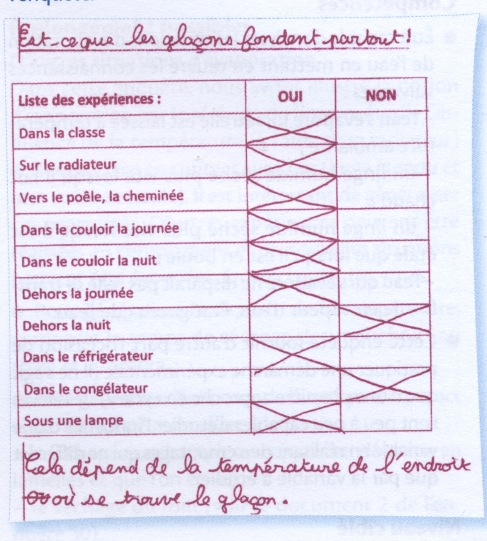 Est-ce que les glaçons fondent partout!
Liste des expériences : OUI NON
Dans la classe
Sur le radiateur
Vers le poêle, la cheminée
Dans le couloir la journée
Dans le couloir la nuit
Dehors la journée
Dehors la nuit
Dans le réfrigérateur
Dans le congélateur
Sous une lampe
Cela dépend de la température de l'endroit
où se trouve le glaçon.